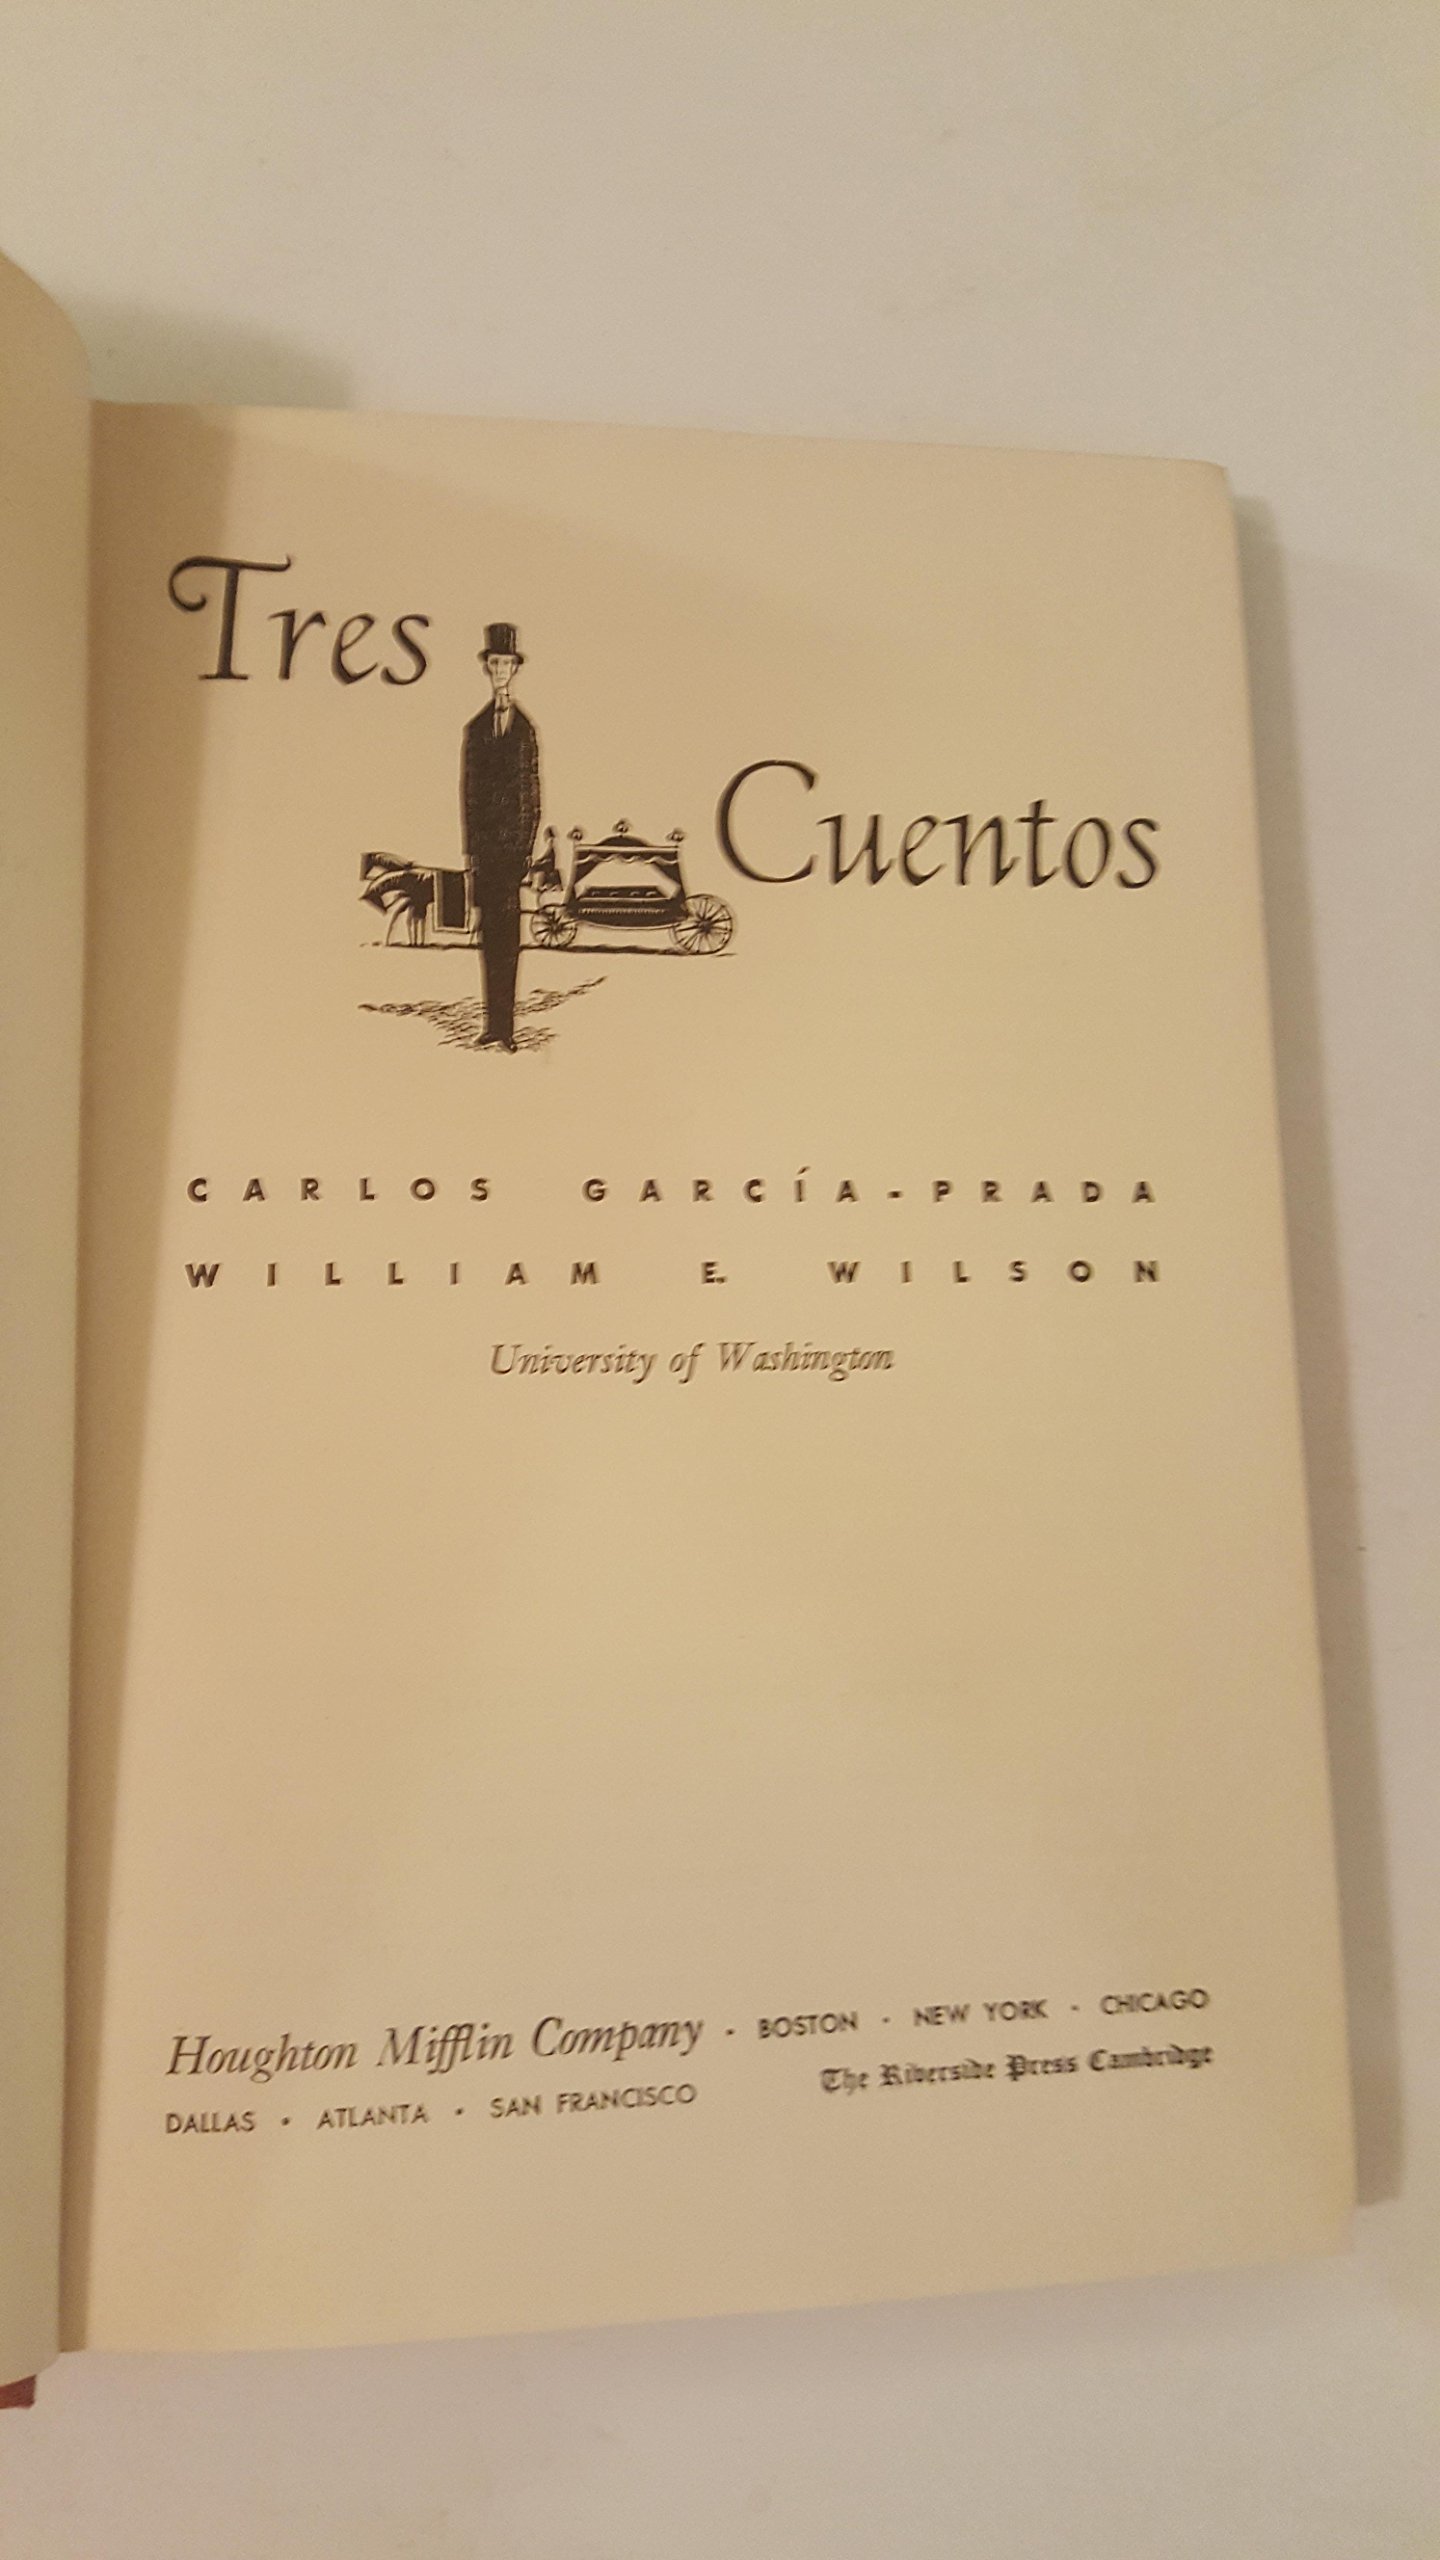 Tres
Cuentos
CARLOS GARCÍA-PRADA
WILLIAM E. WILSON
University of Washington
Houghton Mifflin Company · BOSTON · NEW YORK · CHICAGO
DALLAS · ATLANTA · SAN FRANCISCO The Riverside Press Cambridge